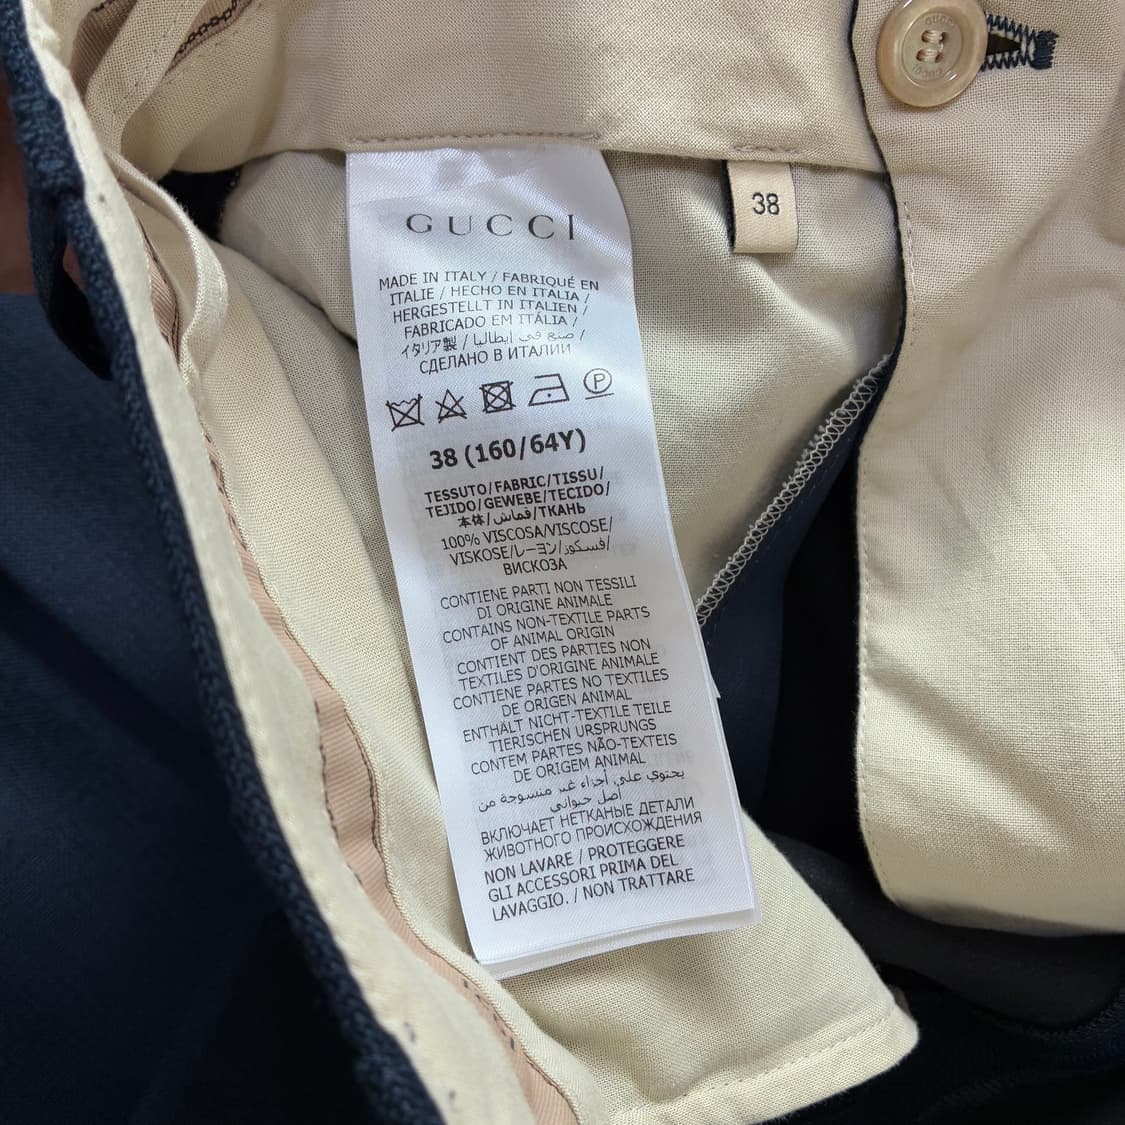 GUCCI
MADE IN ITALY / FABRIQUÉ EN
ITALIE / HECHO EN ITALIA /
HERGESTELLT IN ITALIEN /
FABRICADO EM ITÁLIA /
イタリア製 / صنع في ايطاليا /
СДЕЛАНО В ИТАЛИИ
P
38 (160/64Y)
TESSUTO/FABRIC/TISSU/
TEJIDO/GEWEBE/TECIDO/
本体/قماش/ТКАНЬ
100% VISCOSA/VISCOSE/
VISKOSE/レーヨン/فسكوز/
ВИСКОЗА
CONTIENE PARTI NON TESSILI
DI ORIGINE ANIMALE
CONTAINS NON-TEXTILE PARTS
OF ANIMAL ORIGIN
CONTIENT DES PARTIES NON
TEXTILES D'ORIGINE ANIMALE
CONTIENE PARTES NO TEXTILES
DE ORIGEN ANIMAL
ENTHÄLT NICHT-TEXTILE TEILE
TIERISCHEN URSPRUNGS
CONTEM PARTES NÃO-TEXTEIS
DE ORIGEM ANIMAL
يحتوي على أجزاء غير منسوجة من
أصل حيواني
ВКЛЮЧАЕТ НЕТКАНЫЕ ДЕТАЛИ
ЖИВОТНОГО ПРОИСХОЖДЕНИЯ
NON LAVARE / PROTEGGERE
GLI ACCESSORI PRIMA DEL
LAVAGGIO. / NON TRATTARE
38
GUCCI
GUCCI